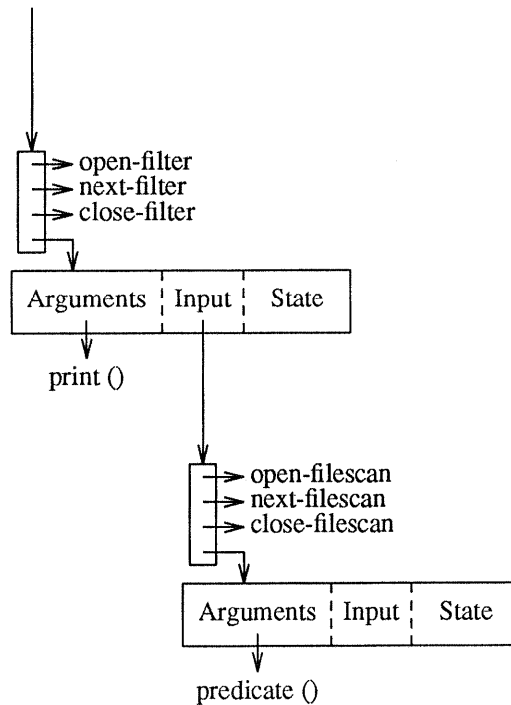 open-filter
next-filter
close-filter
Arguments Input State
print ()
open-filescan
next-filescan
close-filescan
Arguments Input State
predicate ()